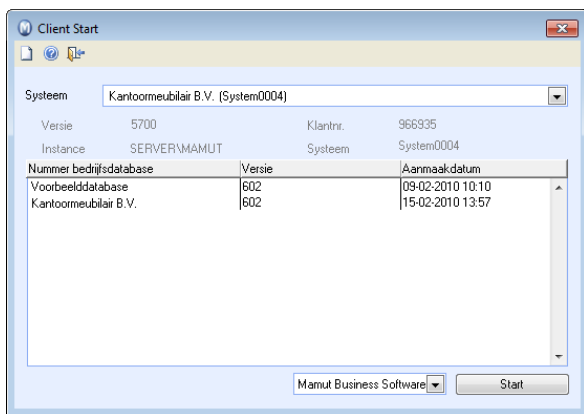 Client Start
Systeem Kantoormeubilair B.V. (System0004)
Versie 5700 Klantnr. 966935
Instance SERVER\MAMUT Systeem System0004
Nummer bedrijfsdatabase Versie Aanmaakdatum
Voorbeelddatabase 602 09-02-2010 10:10
Kantoormeubilair B.V. 602 15-02-2010 13:57
Mamut Business Software Start